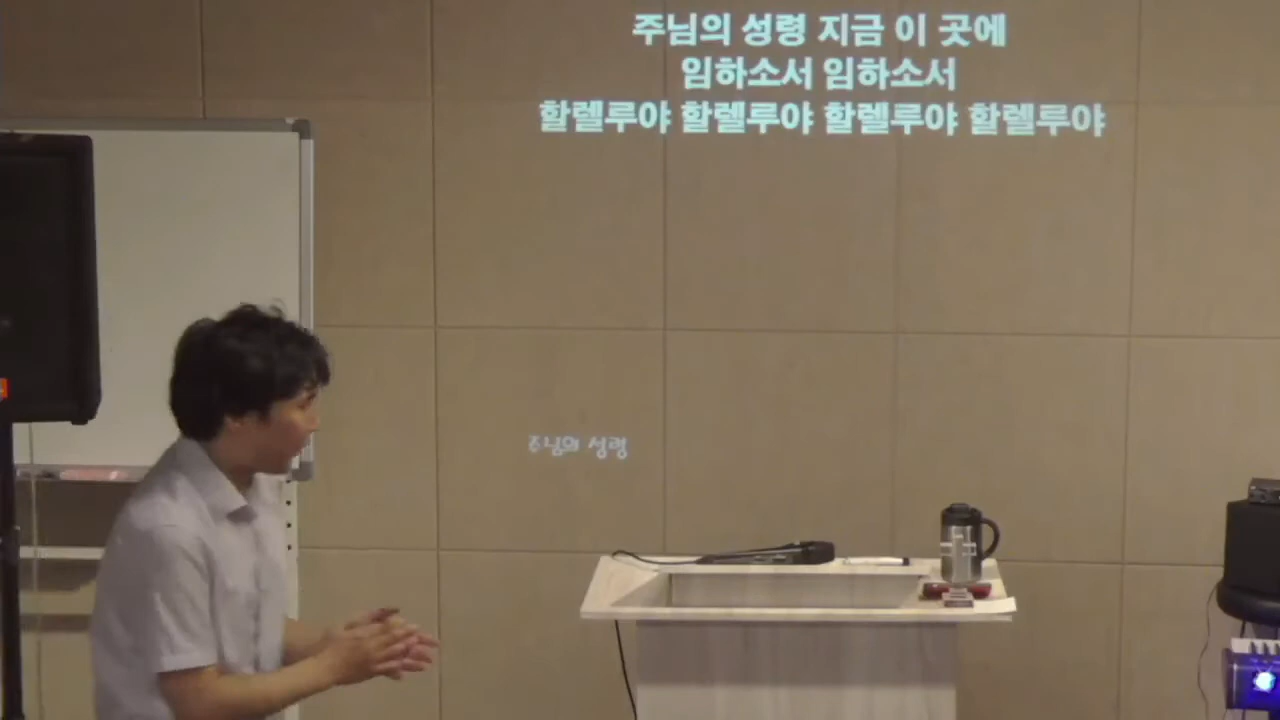 주님의 성령 지금 이 곳에
임하소서 임하소서
할렐루야 할렐루야 할렐루야 할렐루야
주님의 성령